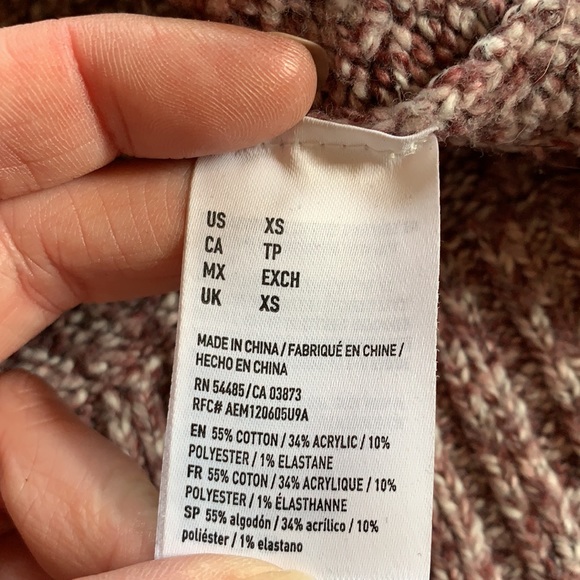 US XS
CA TP
MX EXCH
UK XS
MADE IN CHINA / FABRIQUÉ EN CHINE /
HECHO EN CHINA
RN 54485/CA 03873
RFC# AEM120605U9A
EN 55% COTTON / 34% ACRYLIC / 10%
POLYESTER / 1% ELASTANE
FR 55% COTON / 34% ACRYLIQUE / 10%
POLYESTER / 1% ÉLASTHANNE
SP 55% algodón / 34% acrílico / 10%
poliéster / 1% elastano